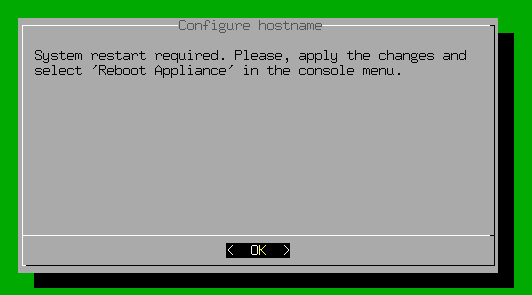 Configure hostname
System restart required. Please, apply the changes and
select 'Reboot Appliance' in the console menu.
< OK >